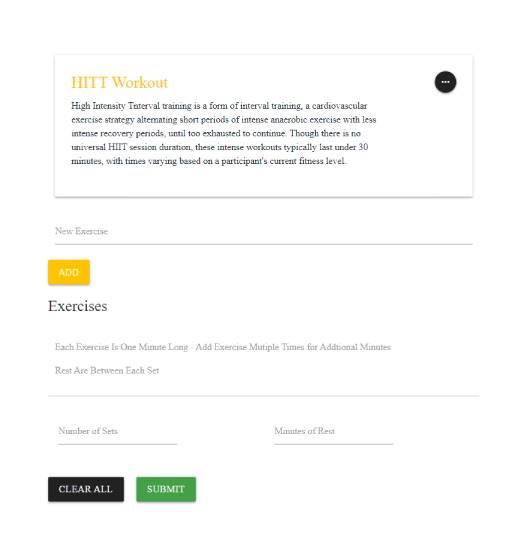 HITT Workout
High Intensity Tnterval training is a form of interval training, a cardiovascular
exercise strategy alternating short periods of intense anaerobic exercise with less
intense recovery periods, until too exhausted to continue. Though there is no
universal HIIT session duration, these intense workouts typically last under 30
minutes, with times varying based on a participant's current fitness level.
New Exercise
ADD
Exercises
Each Exercise Is One Minute Long - Add Exercise Mutiple Times for Addtional Minutes
Rest Are Between Each Set
Number of Sets
Minutes of Rest
CLEAR ALL
SUBMIT